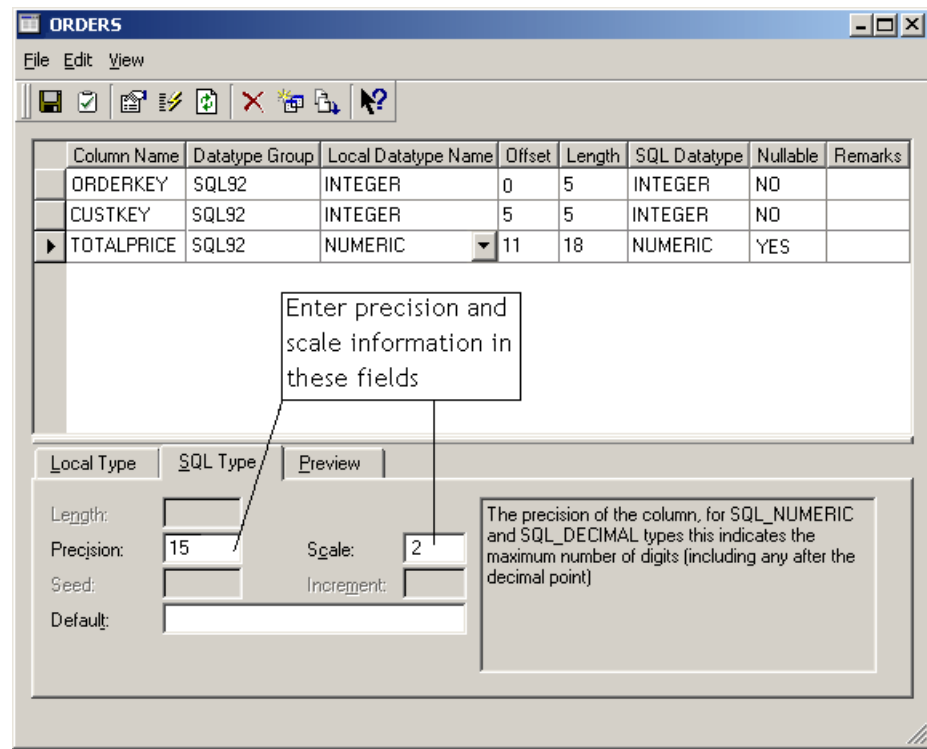 ORDERS
File Edit View
Column Name Datatype Group Local Datatype Name Offset Length SQL Datatype Nullable Remarks
ORDERKEY SQL92 INTEGER 0 5 INTEGER NO
CUSTKEY SQL92 INTEGER 5 5 INTEGER NO
TOTALPRICE SQL92 NUMERIC 11 18 NUMERIC YES
Enter precision and
scale information in
these fields
Local Type SQL Type Preview
Length:
Precision: 15 Scale: 2
Seed: Increment:
Default:
The precision of the column, for SQL_NUMERIC
and SQL_DECIMAL types this indicates the
maximum number of digits (including any after the
decimal point)